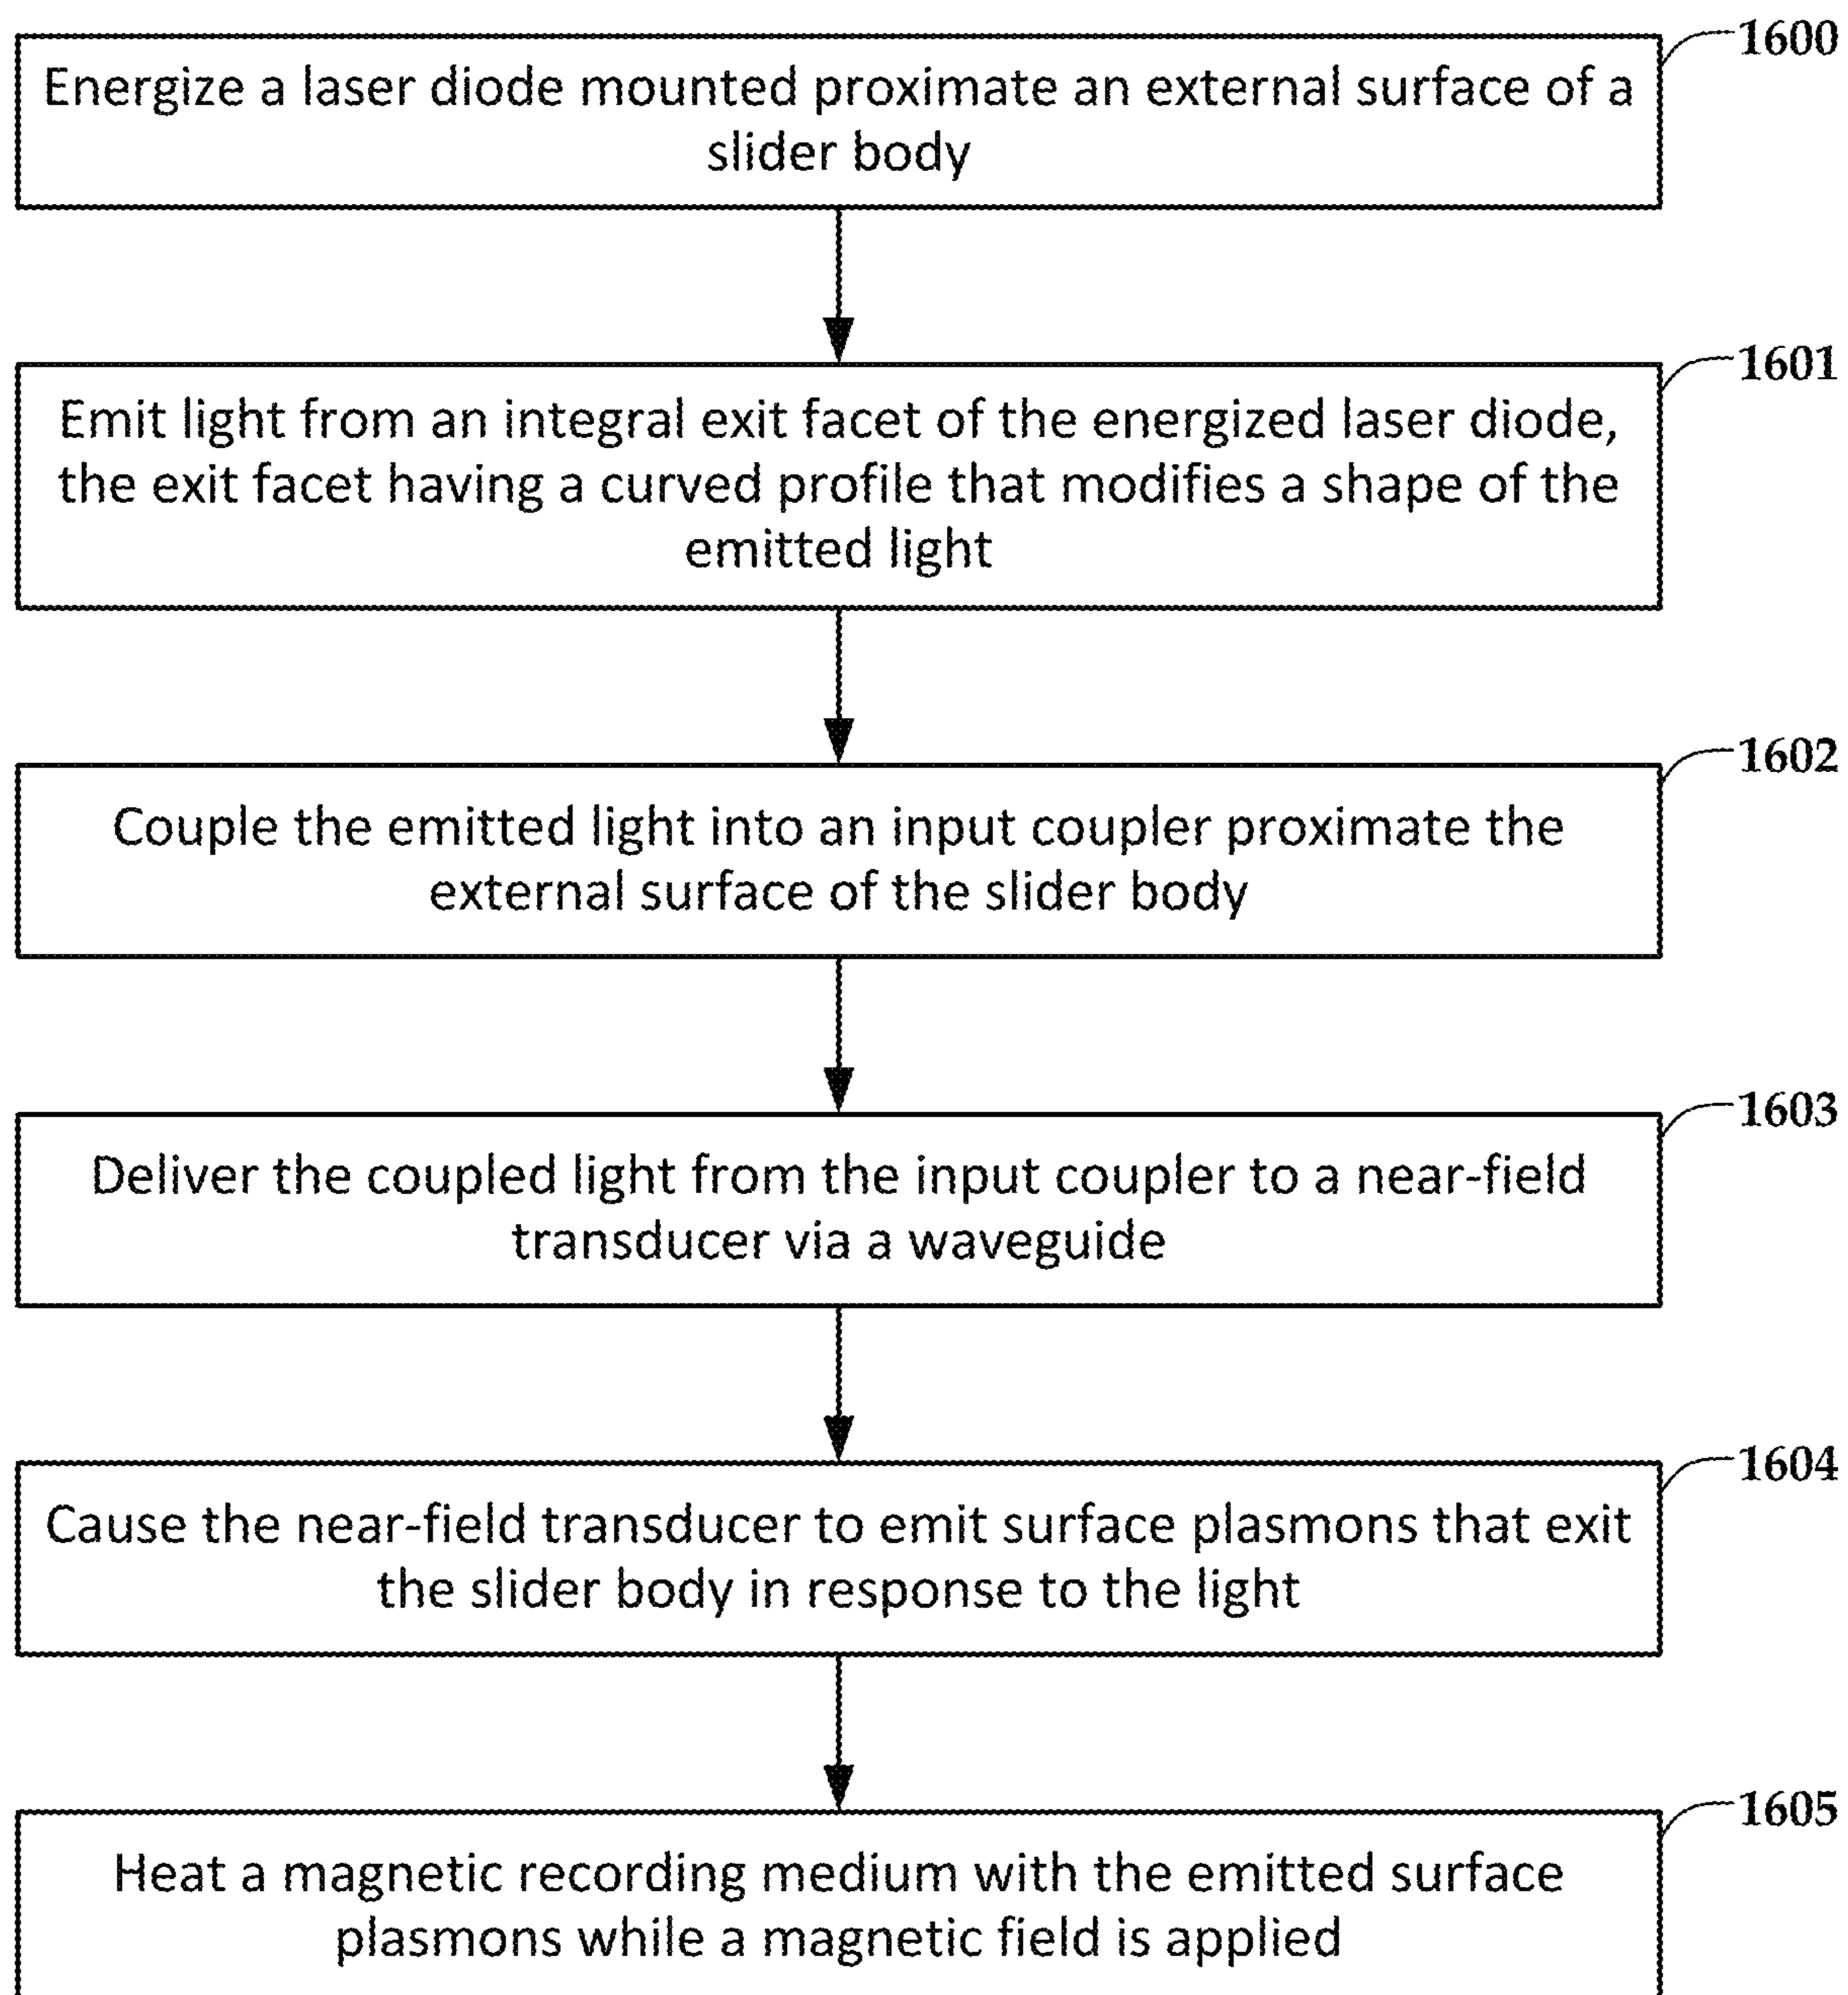 1600
Energize a laser diode mounted proximate an external surface of a
slider body
1601
Emit light from an integral exit facet of the energized laser diode,
the exit facet having a curved profile that modifies a shape of the
emitted light
1602
Couple the emitted light into an input coupler proximate the
external surface of the slider body
1603
Deliver the coupled light from the input coupler to a near-field
transducer via a waveguide
1604
Cause the near-field transducer to emit surface plasmons that exit
the slider body in response to the light
1605
Heat a magnetic recording medium with the emitted surface
plasmons while a magnetic field is applied